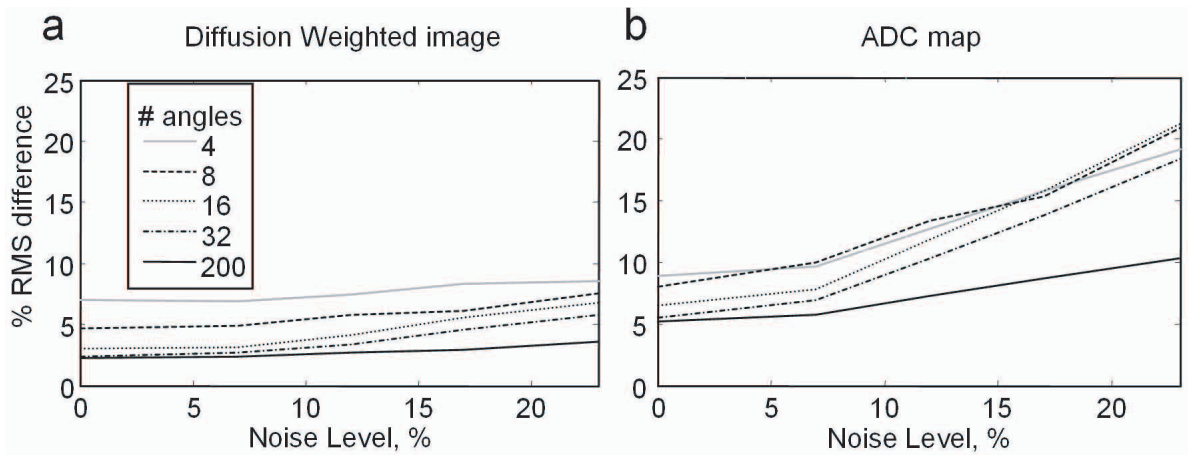 a
Diffusion Weighted image
% RMS difference
25
20
15
10
5
0
# angles
4
8
16
32
200
0 5 10 15 20
Noise Level, %
b
ADC map
25
20
15
10
5
0
0 5 10 15 20
Noise Level, %